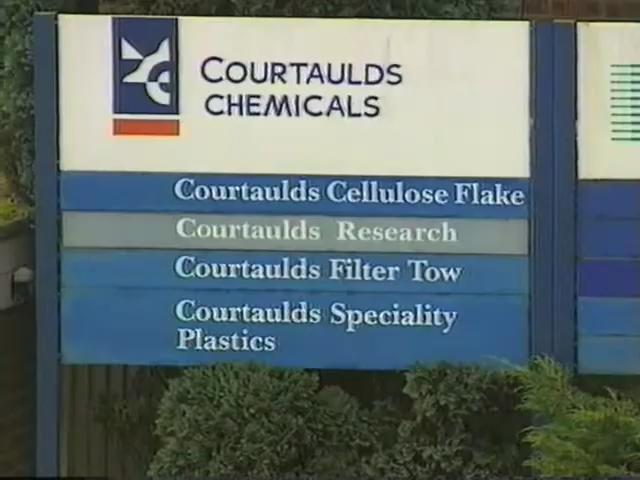 COURTAULDS
CHEMICALS
Courtaulds Cellulose Flake
Courtaulds Research
Courtaulds Filter Tow
Courtaulds Speciality
Plastics